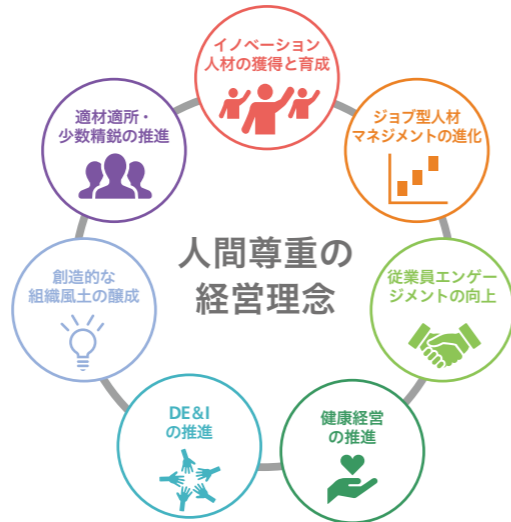 イノベーション
人材の獲得と育成
ジョブ型人材
マネジメントの進化
従業員エンゲー
ジメントの向上
健康経営
の推進
DE&I
の推進
創造的な
組織風土の醸成
適材適所・
少数精鋭の推進
人間尊重の
経営理念